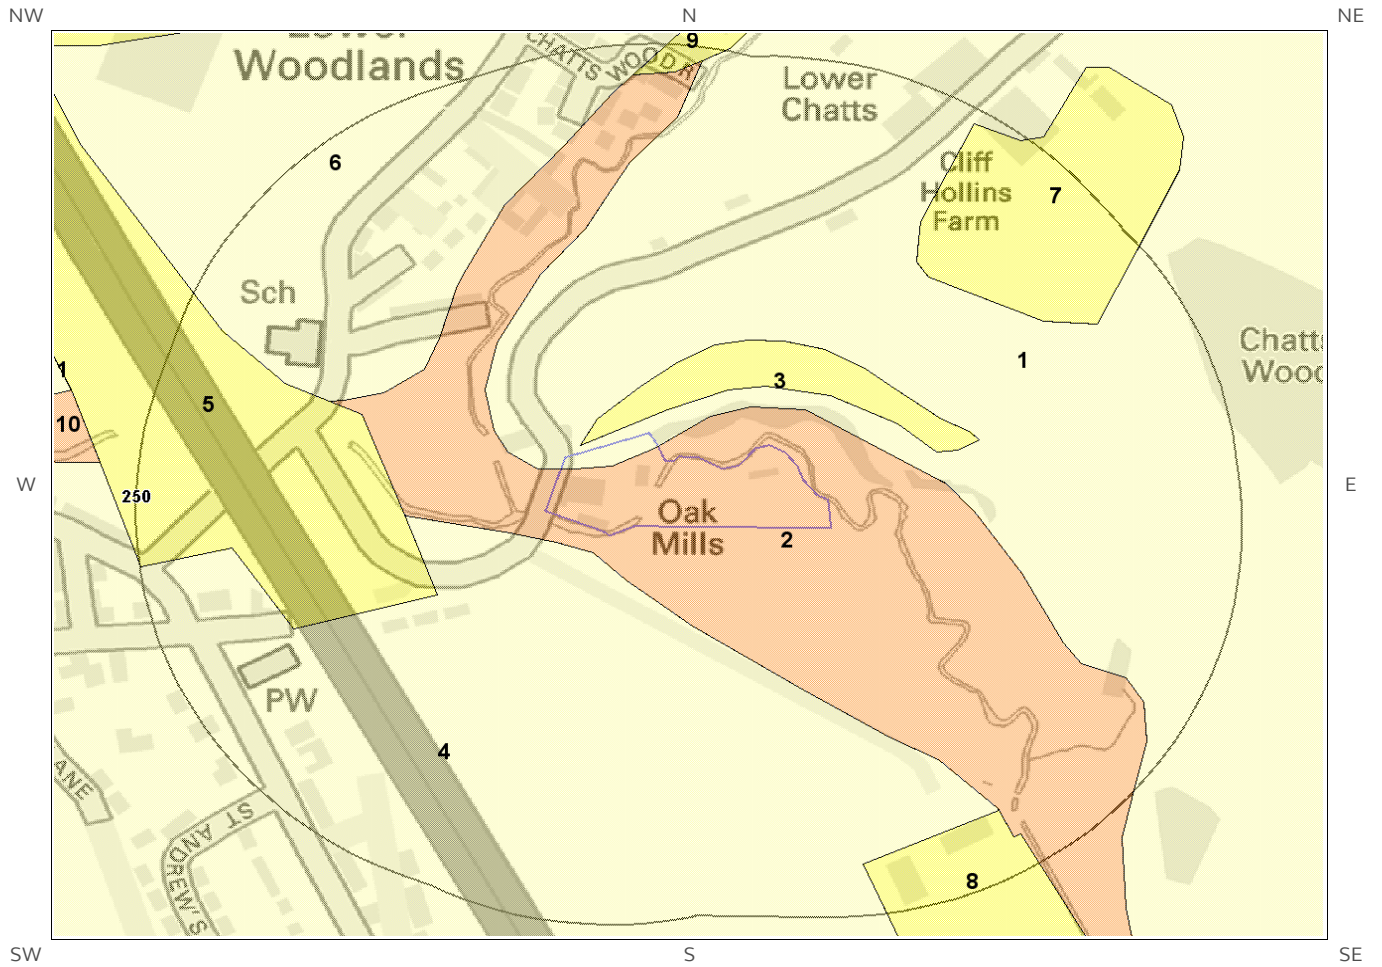 NW
N
NE
Lower
Woodlands
CHATTS WOOD R
9
Lower
Chatts
6
Cliff
Hollins
Farm
7
Sch
Chatts
Wood
1
1
3
5
10
W
250
E
Oak
Mills
2
PW
4
ANE
ST ANDREW'S
8
SW
S
SE